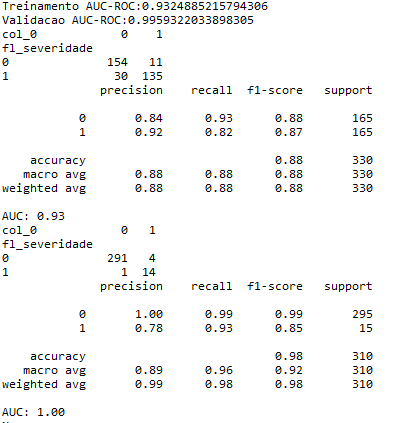 Treinamento AUC-ROC:0.9324885215794306
Validacao AUC-ROC:0.9959322033898305
col_0 0 1
fl_severidade
0 154 11
1 30 135
precision recall f1-score support
0 0.84 0.93 0.88 165
1 0.92 0.82 0.87 165
accuracy 0.88 330
macro avg 0.88 0.88 0.88 330
weighted avg 0.88 0.88 0.88 330
AUC: 0.93
col_0 0 1
fl_severidade
0 291 4
1 1 14
precision recall f1-score support
0 1.00 0.99 0.99 295
1 0.78 0.93 0.85 15
accuracy 0.98 310
macro avg 0.89 0.96 0.92 310
weighted avg 0.99 0.98 0.98 310
AUC: 1.00